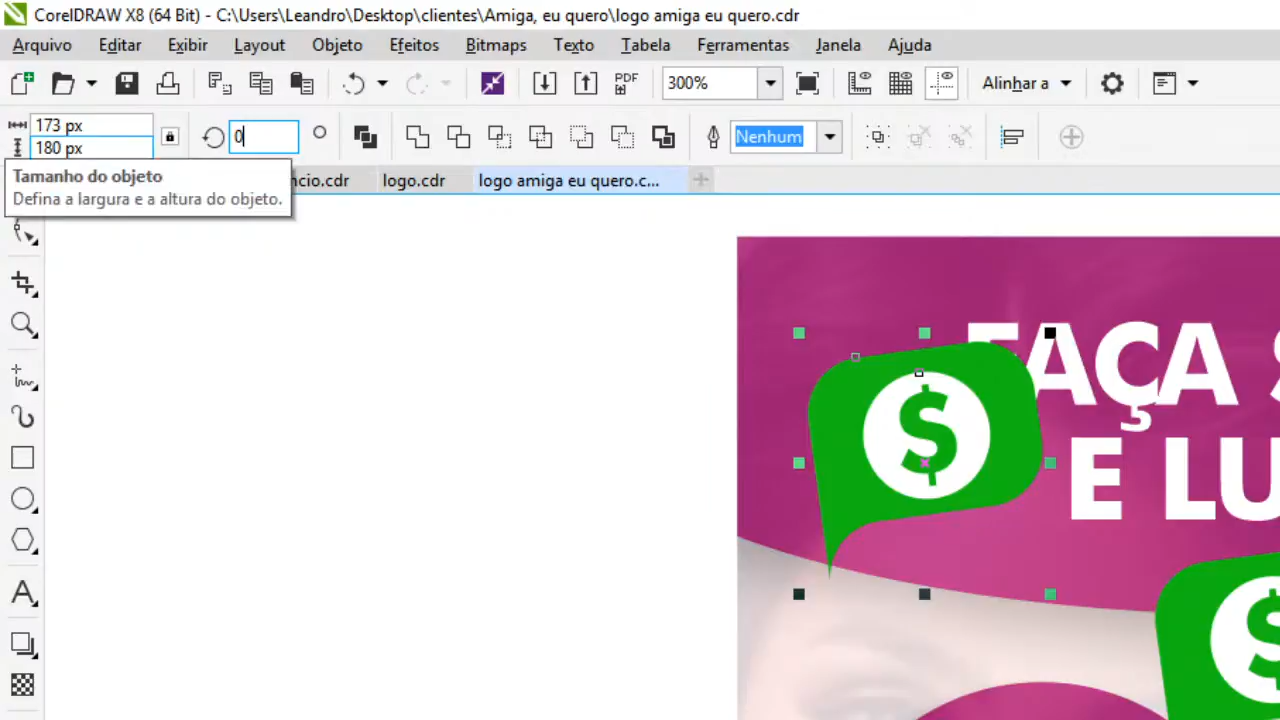 CorelDRAW X8 (64 Bit) - C:\Users\Leandro\Desktop\clientes\Amiga, eu quero\logo amiga eu quero.cdr
Arquivo Editar Exibir Layout Objeto Efeitos Bitmaps Texto Tabela Ferramentas Janela Ajuda
PDF 300% Alinhar a
173 px
180 px
0 Nenhum
Tamanho do objeto
Defina a largura e a altura do objeto.
ncio.cdr logo.cdr logo amiga eu quero.c...
FAÇA S
E LU
$
$